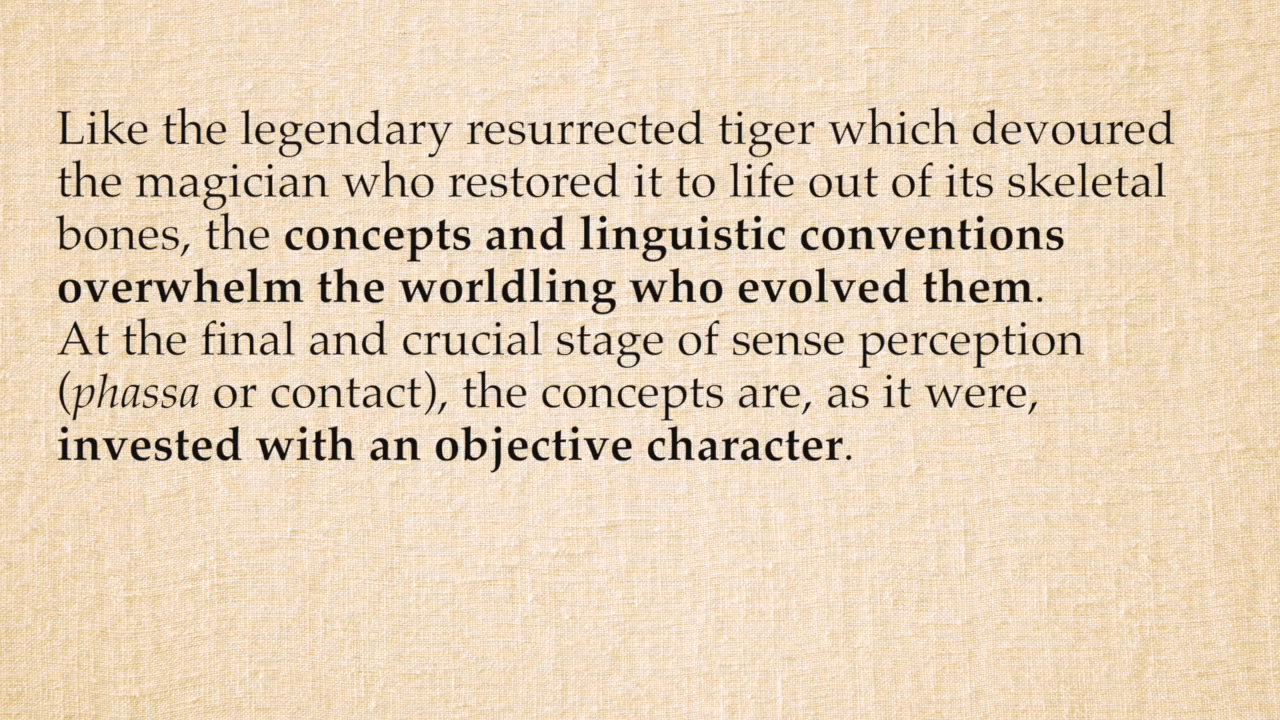 Like the legendary resurrected tiger which devoured
the magician who restored it to life out of its skeletal
bones, the concepts and linguistic conventions
overwhelm the worldling who evolved them.
At the final and crucial stage of sense perception
(phassa or contact), the concepts are, as it were,
invested with an objective character.